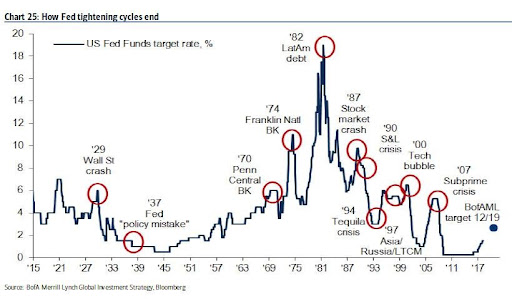 Chart 25: How Fed tightening cycles end
US Fed Funds target rate, %
20
18
16
14
12
10
8
6
4
2
0
'29
Wall St
crash
'37
Fed
"policy mistake"
'70
Penn
Central
BK
'74
Franklin Natl
BK
'82
LatAm
debt
'87
Stock
market
crash
'90
S&L
crisis
'94
Tequila
crisis
'97
Asia/
Russia/LTCM
'00
Tech
bubble
'07
Subprime
crisis
BofAML
target 12/19
'15 '21 '27 '33 '39 '45 '51 '57 '63 '69 '75 '81 '87 '93 '99 '05 '11 '17
Source: BofA Merrill Lynch Global Investment Strategy, Bloomberg